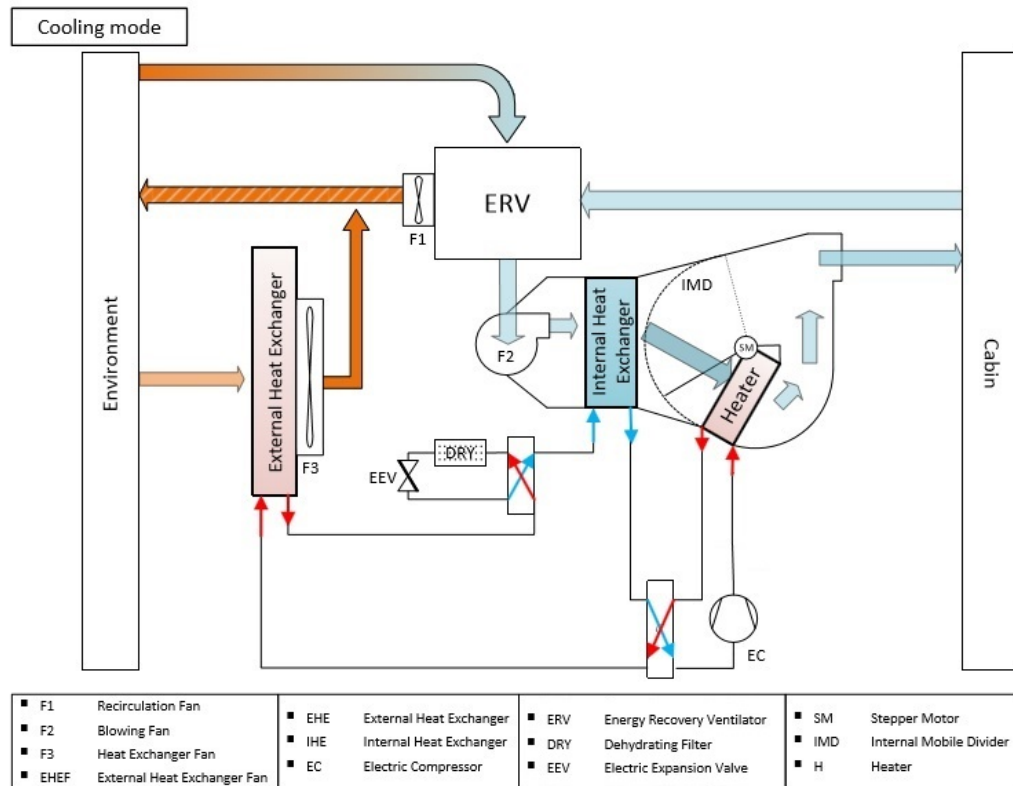 Cooling mode
Environment
ERV
F1
F2
F3
External Heat Exchanger
Internal Heat
Exchanger
IMD
SM
Heater
Cabin
DRY
EEV
EC
F1 Recirculation Fan
F2 Blowing Fan
F3 Heat Exchanger Fan
EHEF External Heat Exchanger Fan
EHE External Heat Exchanger
IHE Internal Heat Exchanger
EC Electric Compressor
ERV Energy Recovery Ventilator
DRY Dehydrating Filter
EEV Electric Expansion Valve
SM Stepper Motor
IMD Internal Mobile Divider
H Heater